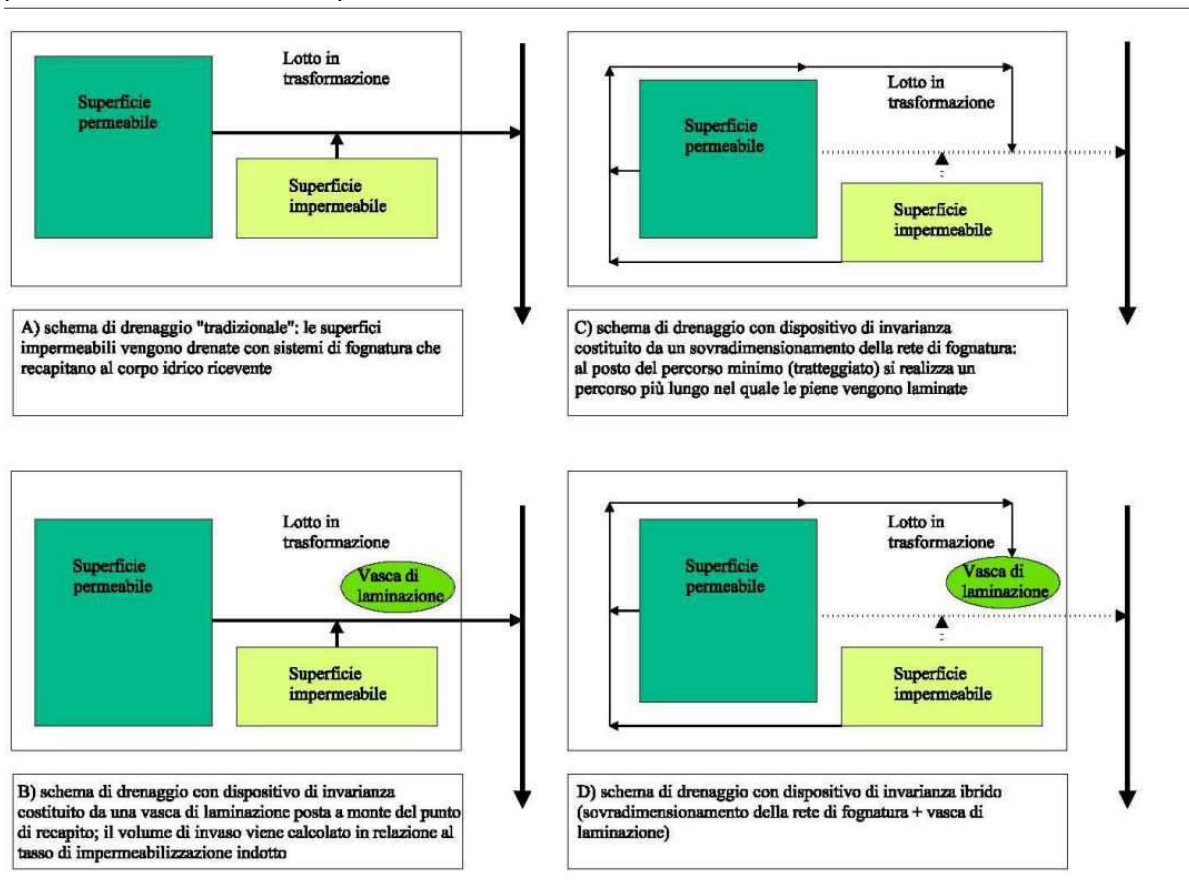 Lotto in
trasformazione
Superficie
permeabile
Superficie
impermeabile
A) schema di drenaggio "tradizionale": le superfici
impermeabili vengono drenate con sistemi di fognatura che
recapitano al corpo idrico ricevente
Lotto in
trasformazione
Superficie
permeabile
Superficie
impermeabile
C) schema di drenaggio con dispositivo di invarianza
costituito da un sovradimensionamento della rete di fognatura:
al posto del percorso minimo (tratteggiato) si realizza un
percorso più lungo nel quale le piene vengono laminate
Lotto in
trasformazione
Superficie
permeabile
Vasca di
laminazione
Superficie
impermeabile
B) schema di drenaggio con dispositivo di invarianza
costituito da una vasca di laminazione posta a monte del punto
di recapito; il volume di invaso viene calcolato in relazione al
tasso di impermeabilizzazione indotto
Lotto in
trasformazione
Superficie
permeabile
Vasca di
laminazione
Superficie
impermeabile
D) schema di drenaggio con dispositivo di invarianza ibrido
(sovradimensionamento della rete di fognatura + vasca di
laminazione)